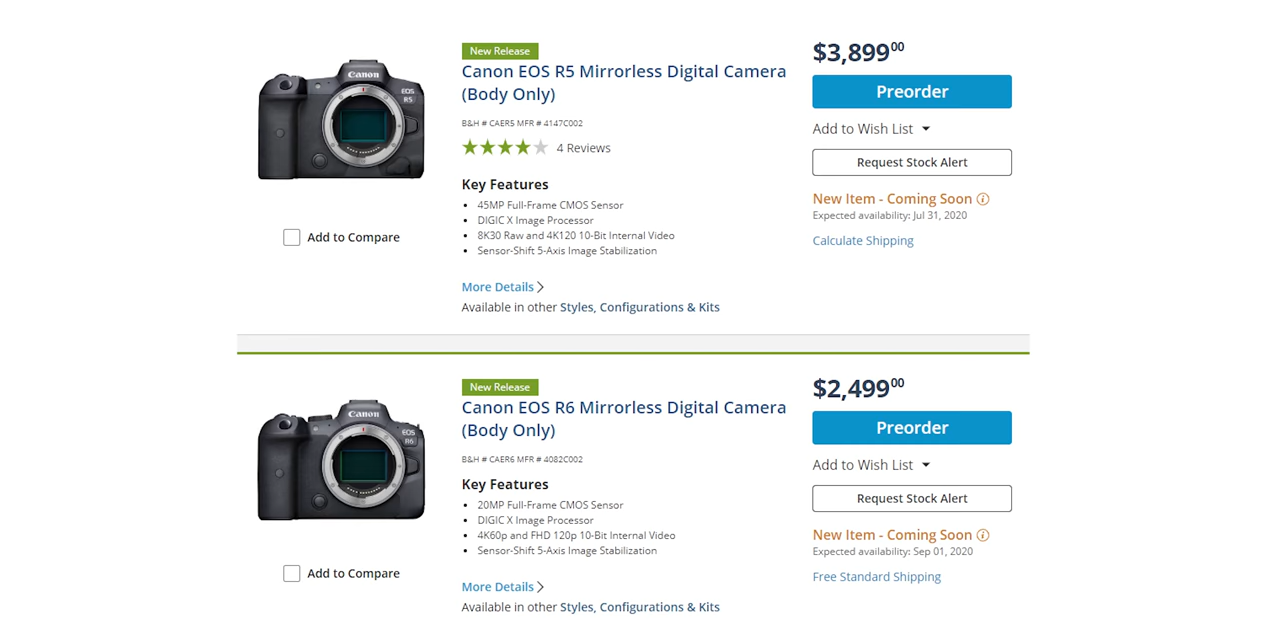 New Release
Canon EOS R5 Mirrorless Digital Camera
(Body Only)
B&H # CAER5 MFR # 4147C002
4 Reviews
Key Features
45MP Full-Frame CMOS Sensor
DIGIC X Image Processor
8K30 Raw and 4K120 10-Bit Internal Video
Sensor-Shift 5-Axis Image Stabilization
More Details
Available in other Styles, Configurations & Kits
Canon
EOS
R5
Add to Compare
$3,899.00
Preorder
Add to Wish List
Request Stock Alert
New Item - Coming Soon
Expected availability: Jul 31, 2020
Calculate Shipping
New Release
Canon EOS R6 Mirrorless Digital Camera
(Body Only)
B&H # CAER6 MFR # 4082C002
Key Features
20MP Full-Frame CMOS Sensor
DIGIC X Image Processor
4K60p and FHD 120p 10-Bit Internal Video
Sensor-Shift 5-Axis Image Stabilization
More Details
Available in other Styles, Configurations & Kits
Canon
EOS
R6
Add to Compare
$2,499.00
Preorder
Add to Wish List
Request Stock Alert
New Item - Coming Soon
Expected availability: Sep 01, 2020
Free Standard Shipping